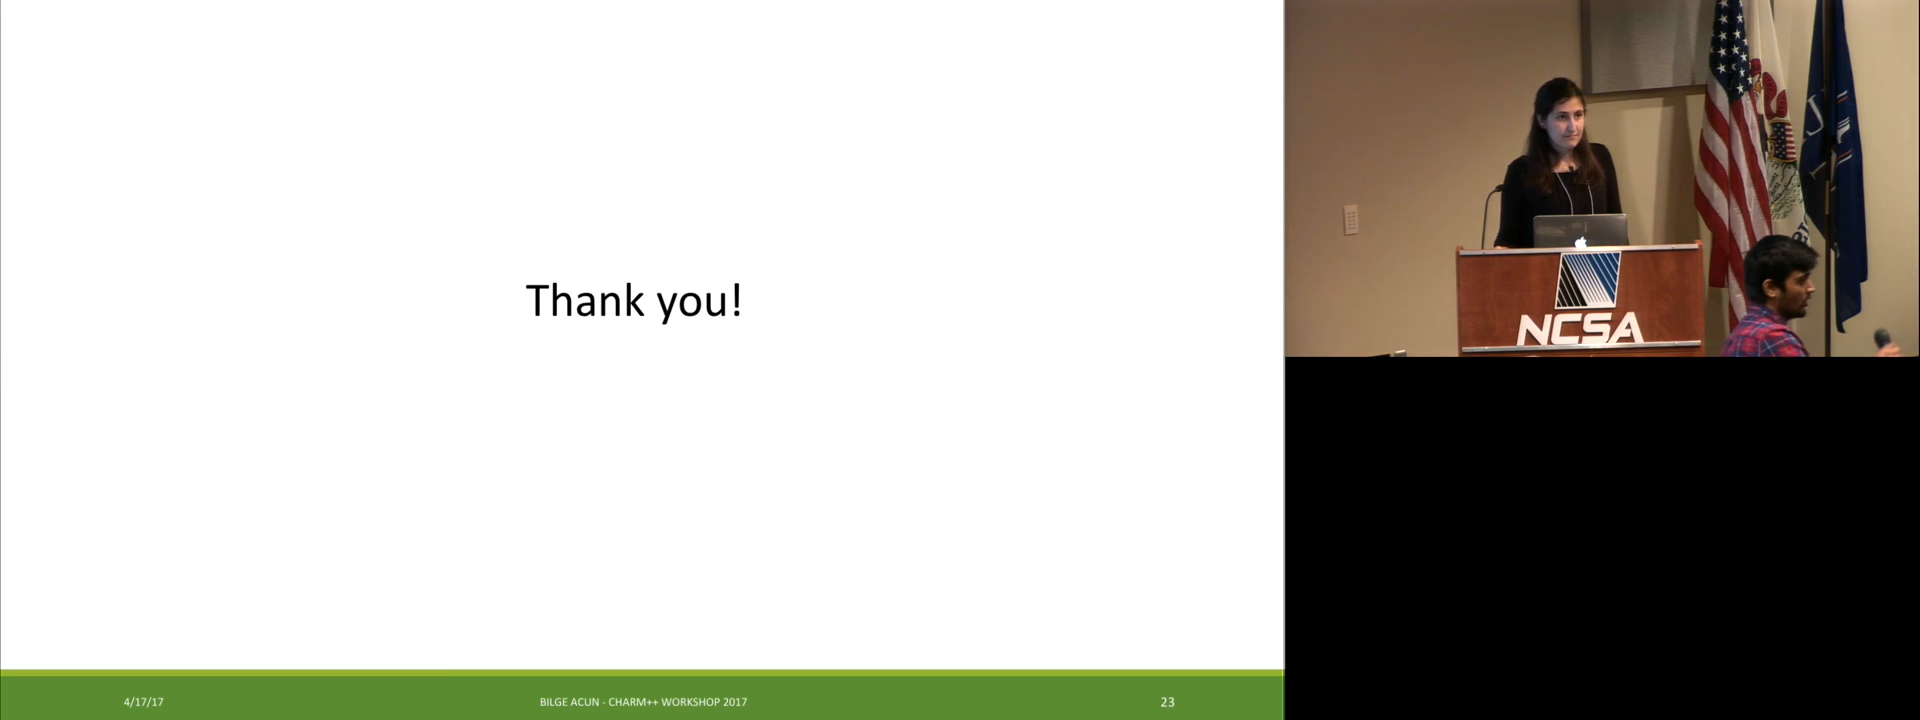 Thank you!
4/17/17
BILGE ACUN - CHARM++ WORKSHOP 2017
23
NCSA